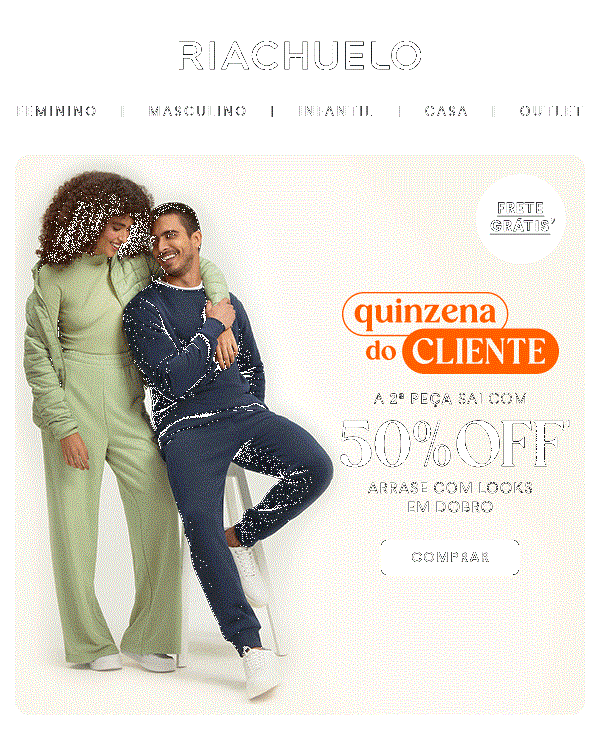 RIACHUELO
FEMININO | MASCULINO | INFANTIL | CASA | OUTLET
FRETE
GRÁTIS*
quinzena
do CLIENTE
A 2ª PEÇA SAI COM
50%OFF*
ARRASE COM LOOKS
EM DOBRO
COMPRAR